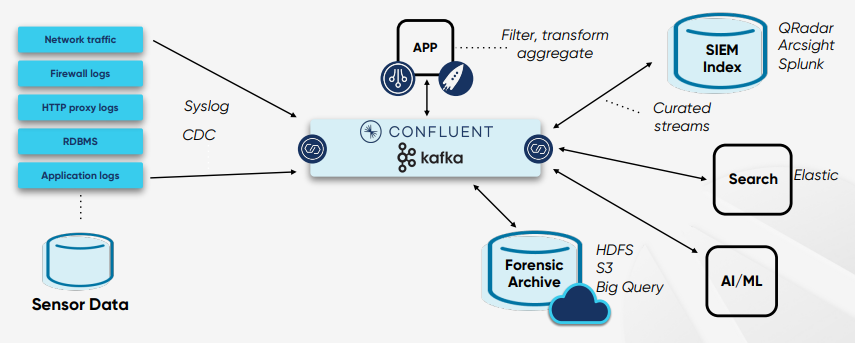 Network traffic
Firewall logs
HTTP proxy logs
RDBMS
Application logs
Sensor Data
Syslog
CDC
APP
Filter, transform
aggregate
CONFLUENT
kafka
Forensic
Archive
HDFS
S3
Big Query
SIEM
Index
QRadar
Arcsight
Splunk
Curated
streams
Search
Elastic
AI/ML